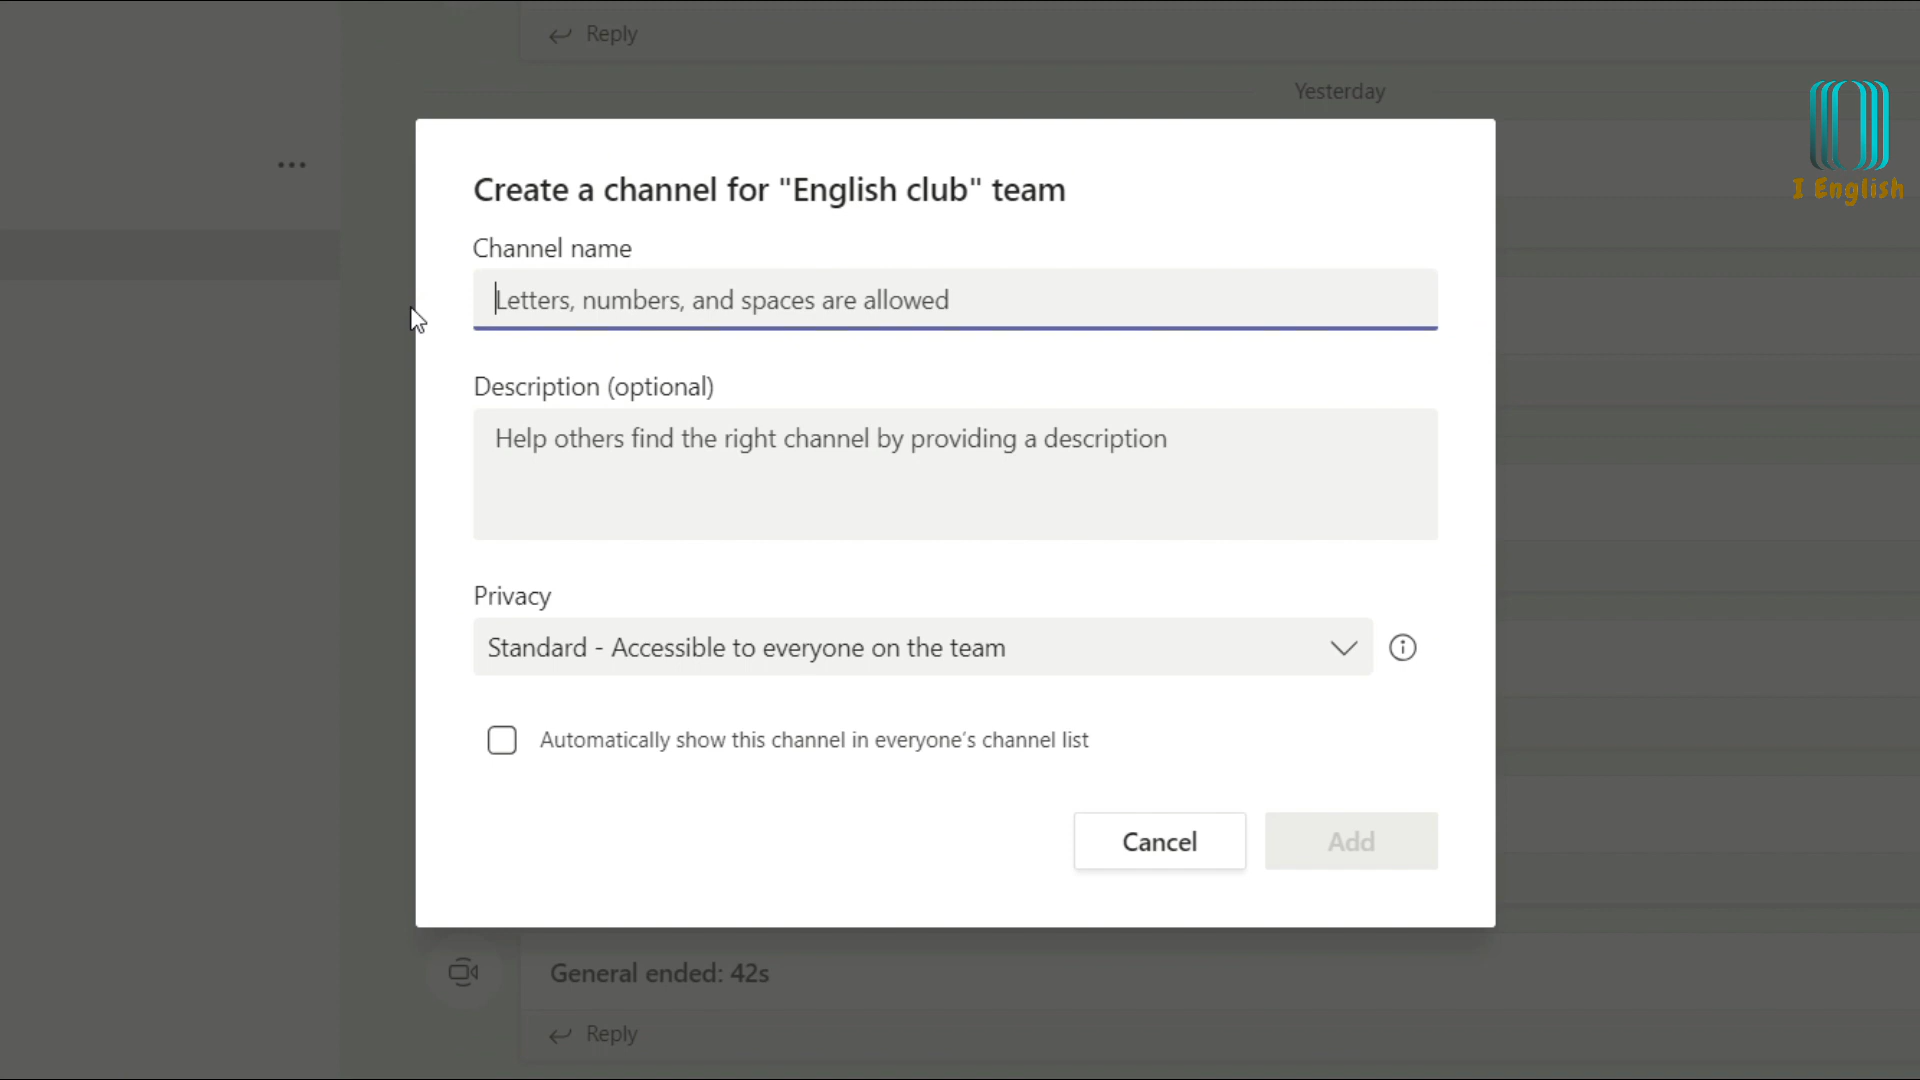 Reply
Yesterday
I English
Create a channel for "English club" team
Channel name
Letters, numbers, and spaces are allowed
Description (optional)
Help others find the right channel by providing a description
Privacy
Standard - Accessible to everyone on the team
Automatically show this channel in everyone's channel list
Cancel
Add
General ended: 42s
Reply